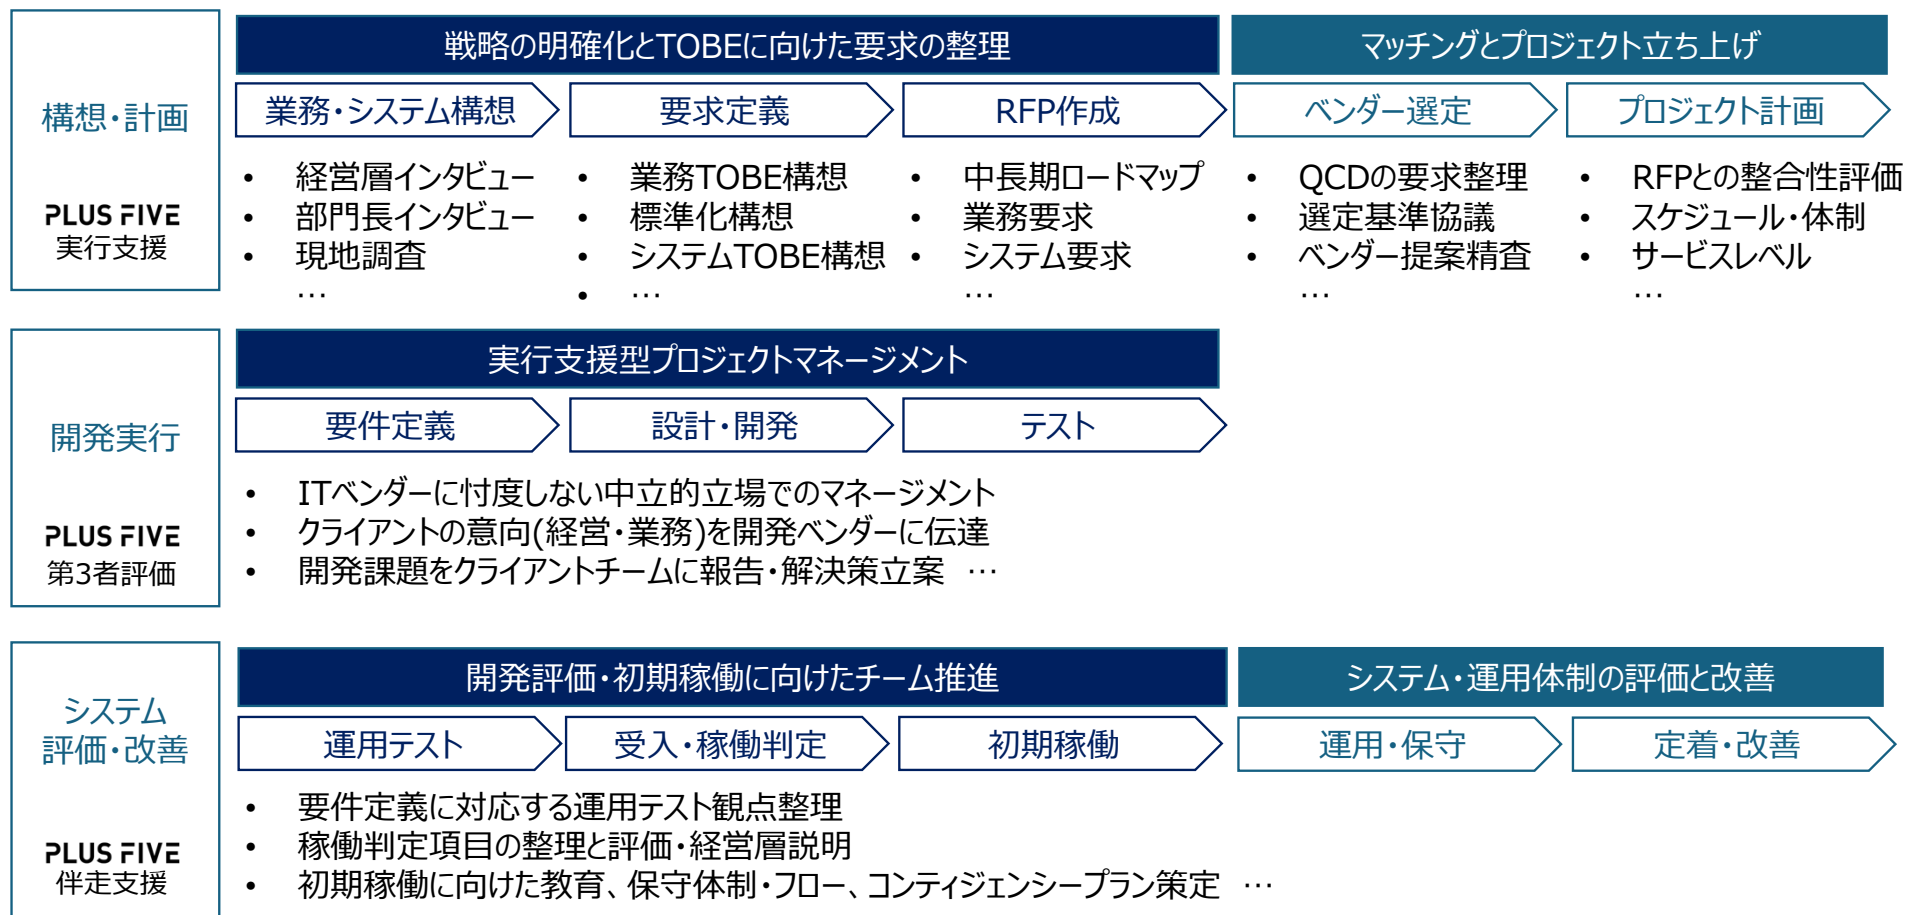 構想・計画
PLUS FIVE
実行支援
戦略の明確化とTOBEに向けた要求の整理
マッチングとプロジェクト立ち上げ
業務・システム構想
要求定義
RFP作成
ベンダー選定
プロジェクト計画
• 経営層インタビュー
• 部門長インタビュー
• 現地調査
…
• 業務TOBE構想
• 標準化構想
• システムTOBE構想
• …
• 中長期ロードマップ
• 業務要求
• システム要求
…
• QCDの要求整理
• 選定基準協議
• ベンダー提案精査
…
• RFPとの整合性評価
• スケジュール・体制
• サービスレベル
…
開発実行
PLUS FIVE
第3者評価
実行支援型プロジェクトマネージメント
要件定義
設計・開発
テスト
• ITベンダーに忖度しない中立的立場でのマネージメント
• クライアントの意向(経営・業務)を開発ベンダーに伝達
• 開発課題をクライアントチームに報告・解決策立案 …
システム
評価・改善
PLUS FIVE
伴走支援
開発評価・初期稼働に向けたチーム推進
システム・運用体制の評価と改善
運用テスト
受入・稼働判定
初期稼働
運用・保守
定着・改善
• 要件定義に対応する運用テスト観点整理
• 稼働判定項目の整理と評価・経営層説明
• 初期稼働に向けた教育、保守体制・フロー、コンティジェンシープラン策定 …